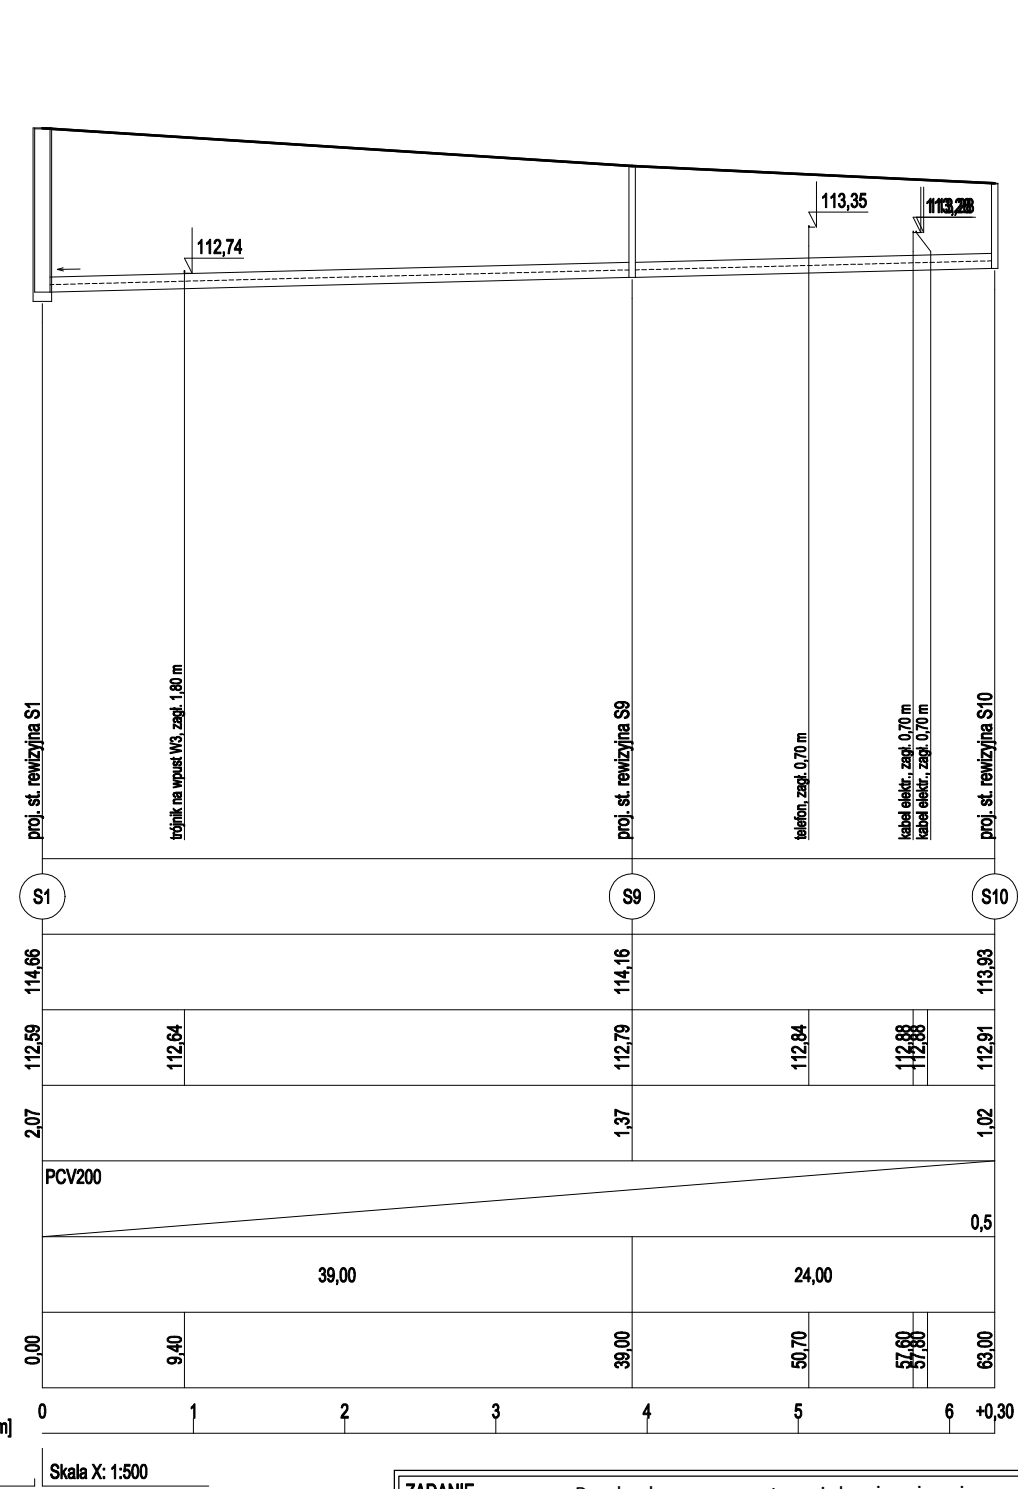 113,35
112,74
proj. st. rewizyjna S1
trójnik na wpust W3, zagł. 1,80 m
proj. st. rewizyjna S9
telefon, zagł. 0,70 m
kabel elektr., zagł. 0,70 m
kabel elektr., zagł. 0,70 m
proj. st. rewizyjna S10
S1 S9 S10
114,66 114,16 113,93
112,59 112,64 112,79 112,84 112,88 112,88 112,91
2,07 1,37 1,02
PCV200
0,5
39,00 24,00
0,00 9,40 39,00 50,70 57,60 57,80 63,00
0 1 2 3 4 5 6 +0,30
m]
Skala X: 1:500